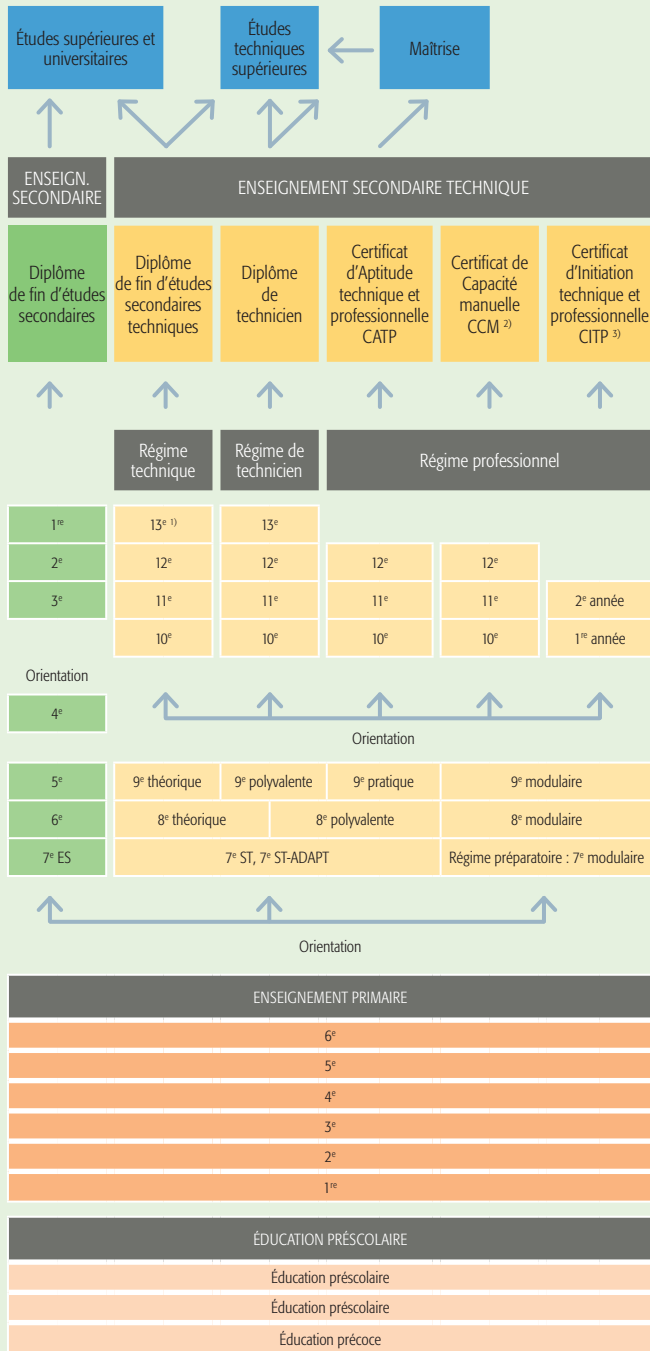 Études supérieures et
universitaires
Études
techniques
supérieures
Maîtrise
ENSEIGN.
SECONDAIRE
ENSEIGNEMENT SECONDAIRE TECHNIQUE
Diplôme
de fin d'études
secondaires
Diplôme
de fin d'études
secondaires
techniques
Diplôme
de
technicien
Certificat
d'Aptitude
technique et
professionnelle
CATP
Certificat de
Capacité
manuelle
CCM 2)
Certificat
d'Initiation
technique et
professionnelle
CITP 3)
Régime
technique
Régime de
technicien
Régime professionnel
1re 13e 1) 13e
2e 12e 12e 12e 12e
3e 11e 11e 11e 11e 2e année
10e 10e 10e 10e 1re année
Orientation
4e
Orientation
5e 9e théorique 9e polyvalente 9e pratique 9e modulaire
6e 8e théorique 8e polyvalente 8e modulaire
7e ES 7e ST, 7e ST-ADAPT Régime préparatoire : 7e modulaire
Orientation
ENSEIGNEMENT PRIMAIRE
6e
5e
4e
3e
2e
1re
ÉDUCATION PRÉSCOLAIRE
Éducation préscolaire
Éducation préscolaire
Éducation précoce